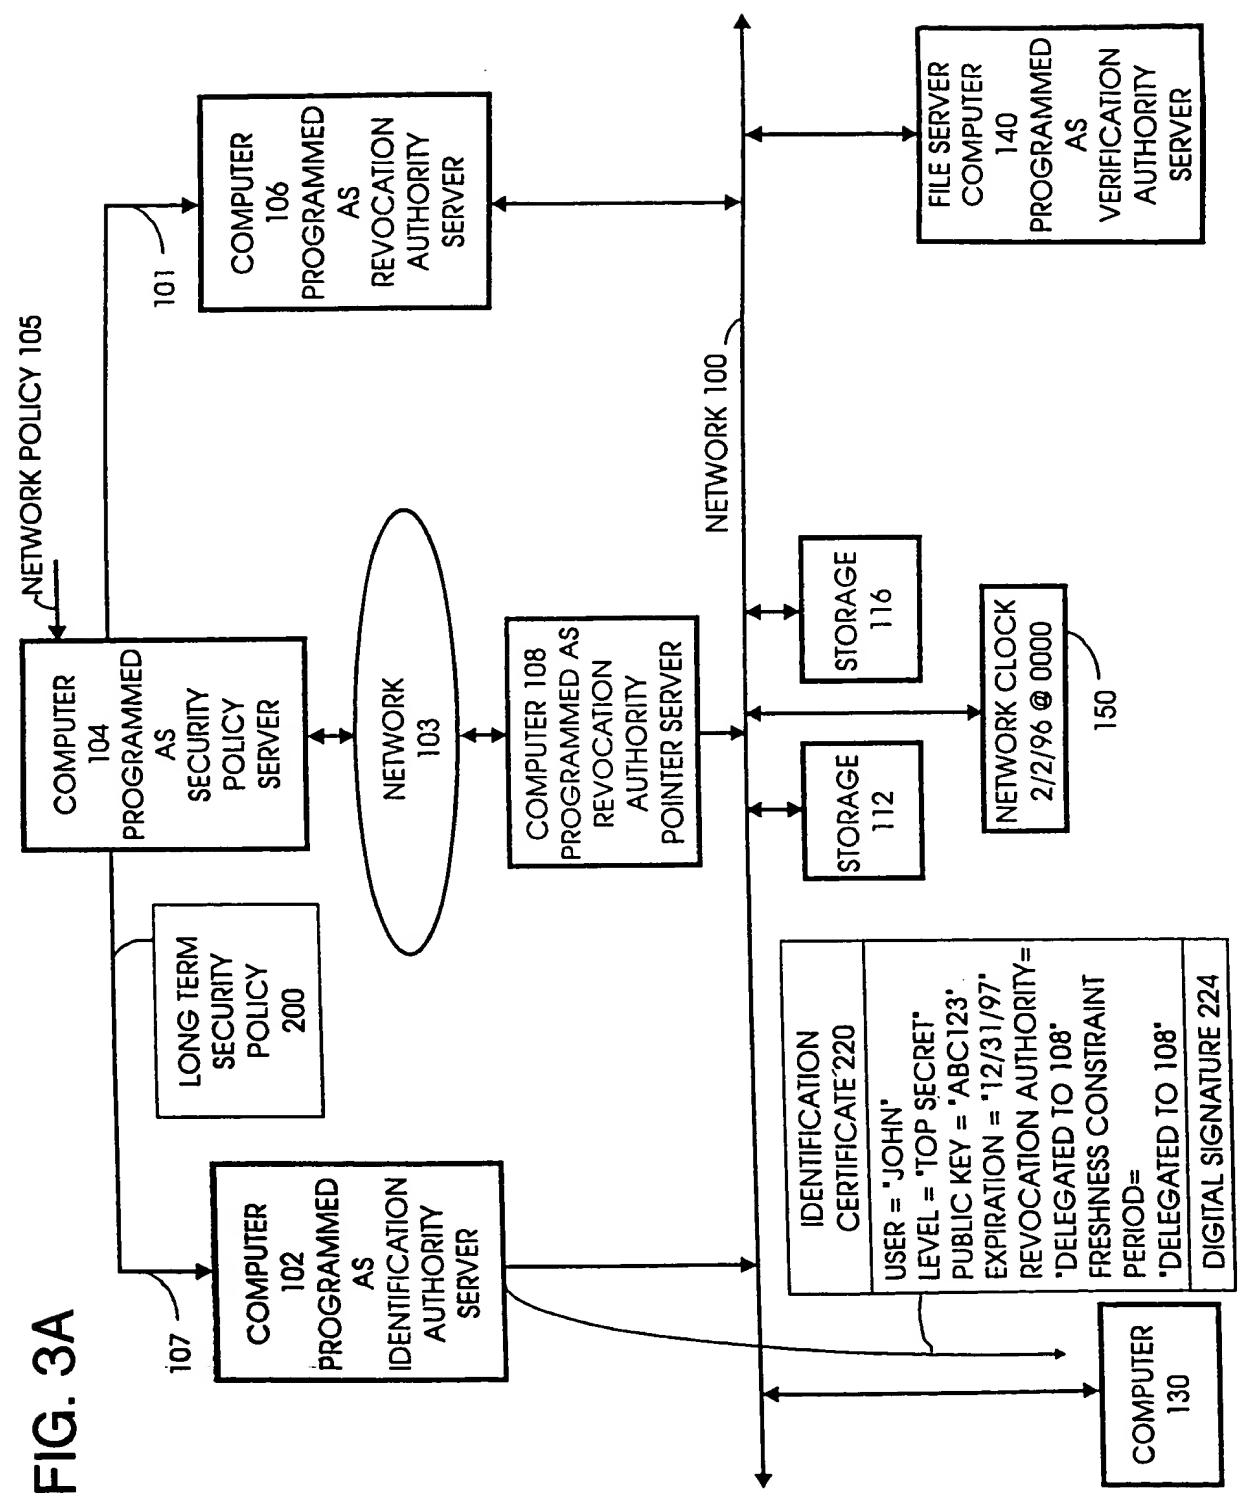 FIG. 3A
NETWORK POLICY 105
COMPUTER
104
PROGRAMMED
AS
SECURITY
POLICY
SERVER
LONG TERM
SECURITY
POLICY
200
107
101
COMPUTER
102
PROGRAMMED
AS
IDENTIFICATION
AUTHORITY
SERVER
NETWORK
103
COMPUTER
106
PROGRAMMED
AS
REVOCATION
AUTHORITY
SERVER
COMPUTER 108
PROGRAMMED AS
REVOCATION
AUTHORITY
POINTER SERVER
NETWORK 100
IDENTIFICATION
CERTIFICATE 220
USER = "JOHN"
LEVEL = "TOP SECRET"
PUBLIC KEY = "ABC123"
EXPIRATION = "12/31/97"
REVOCATION AUTHORITY=
"DELEGATED TO 108"
FRESHNESS CONSTRAINT
PERIOD=
"DELEGATED TO 108"
DIGITAL SIGNATURE 224
STORAGE
112
STORAGE
116
NETWORK CLOCK
2/2/96 @ 0000
150
FILE SERVER
COMPUTER
140
PROGRAMMED
AS
VERIFICATION
AUTHORITY
SERVER
COMPUTER
130